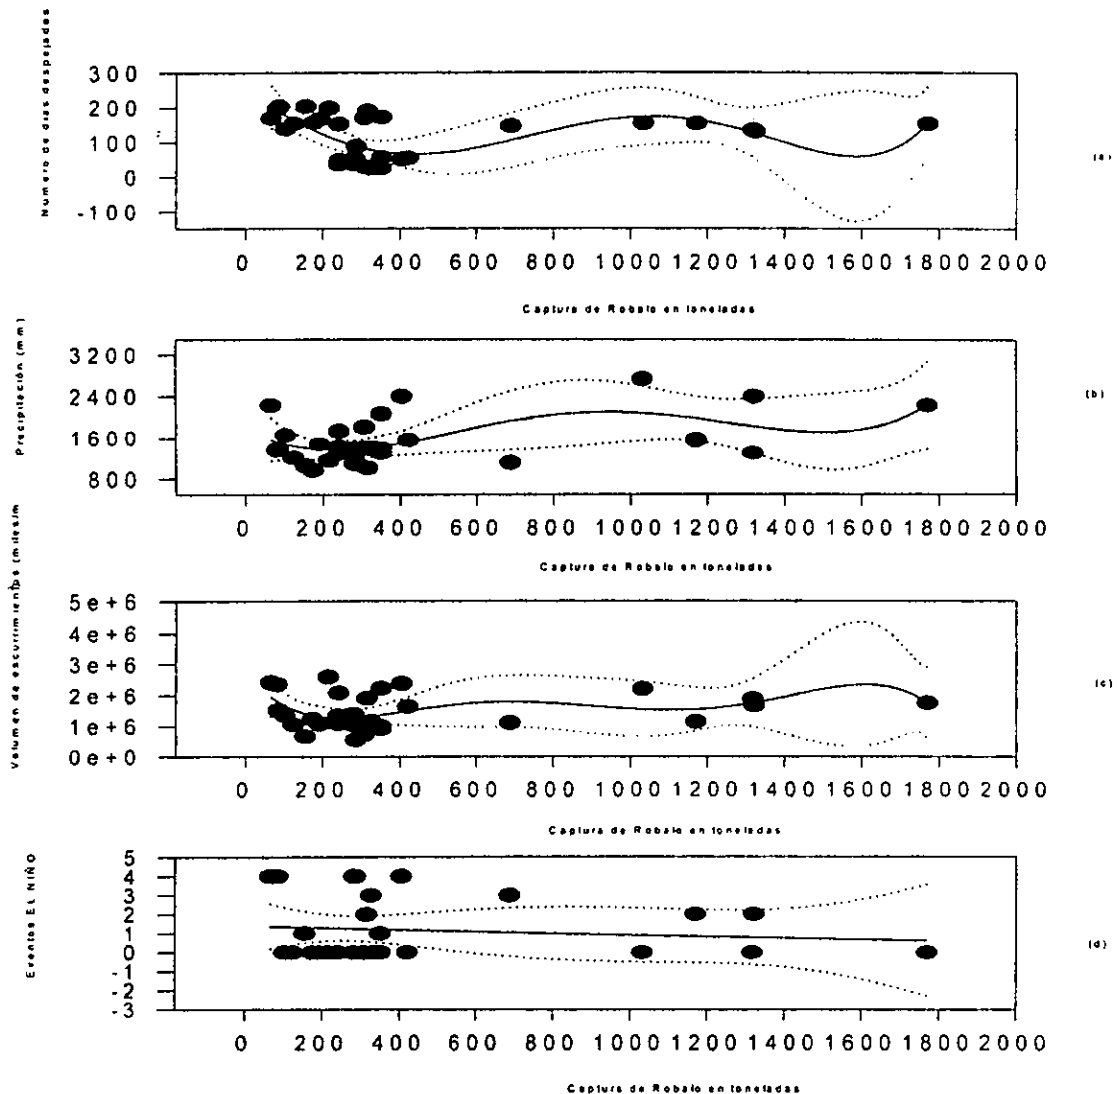 Numero de dias despejados
300
200
100
0
-100
(a)
0 200 400 600 800 1000 1200 1400 1600 1800 2000
Captura de Robalo en toneladas
Precipitación (mm)
3200
2400
1600
800
(b)
0 200 400 600 800 1000 1200 1400 1600 1800 2000
Captura de Robalo en toneladas
Volumen de escurrimientos (milesim
5e+6
4e+6
3e+6
2e+6
1e+6
0e+0
(c)
0 200 400 600 800 1000 1200 1400 1600 1800 2000
Captura de Robalo en toneladas
Eventos EL NIÑO
5
4
3
2
1
0
-1
-2
-3
(d)
0 200 400 600 800 1000 1200 1400 1600 1800 2000
Captura de Robalo en toneladas